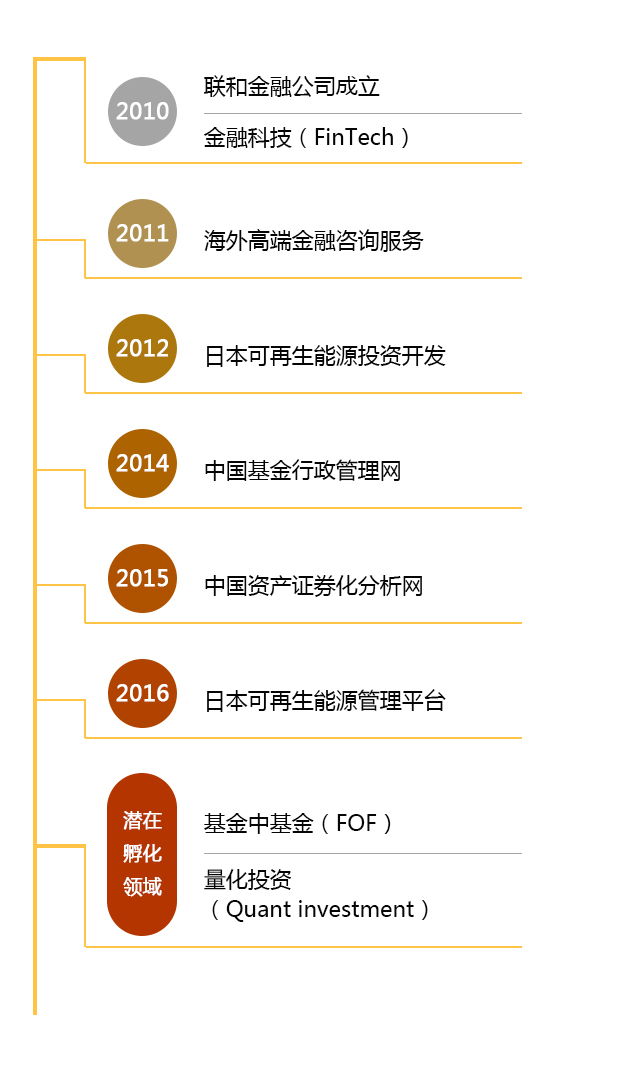 2010
联和金融公司成立
金融科技（FinTech）
2011
海外高端金融咨询服务
2012
日本可再生能源投资开发
2014
中国基金行政管理网
2015
中国资产证券化分析网
2016
日本可再生能源管理平台
潜在
孵化
领域
基金中基金（FOF）
量化投资
（Quant investment）